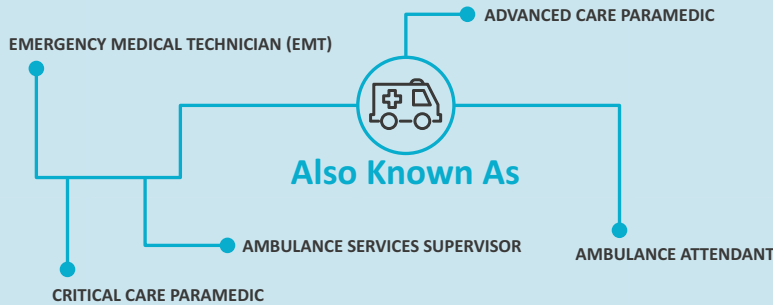 ADVANCED CARE PARAMEDIC
EMERGENCY MEDICAL TECHNICIAN (EMT)
Also Known As
AMBULANCE SERVICES SUPERVISOR
AMBULANCE ATTENDANT
CRITICAL CARE PARAMEDIC